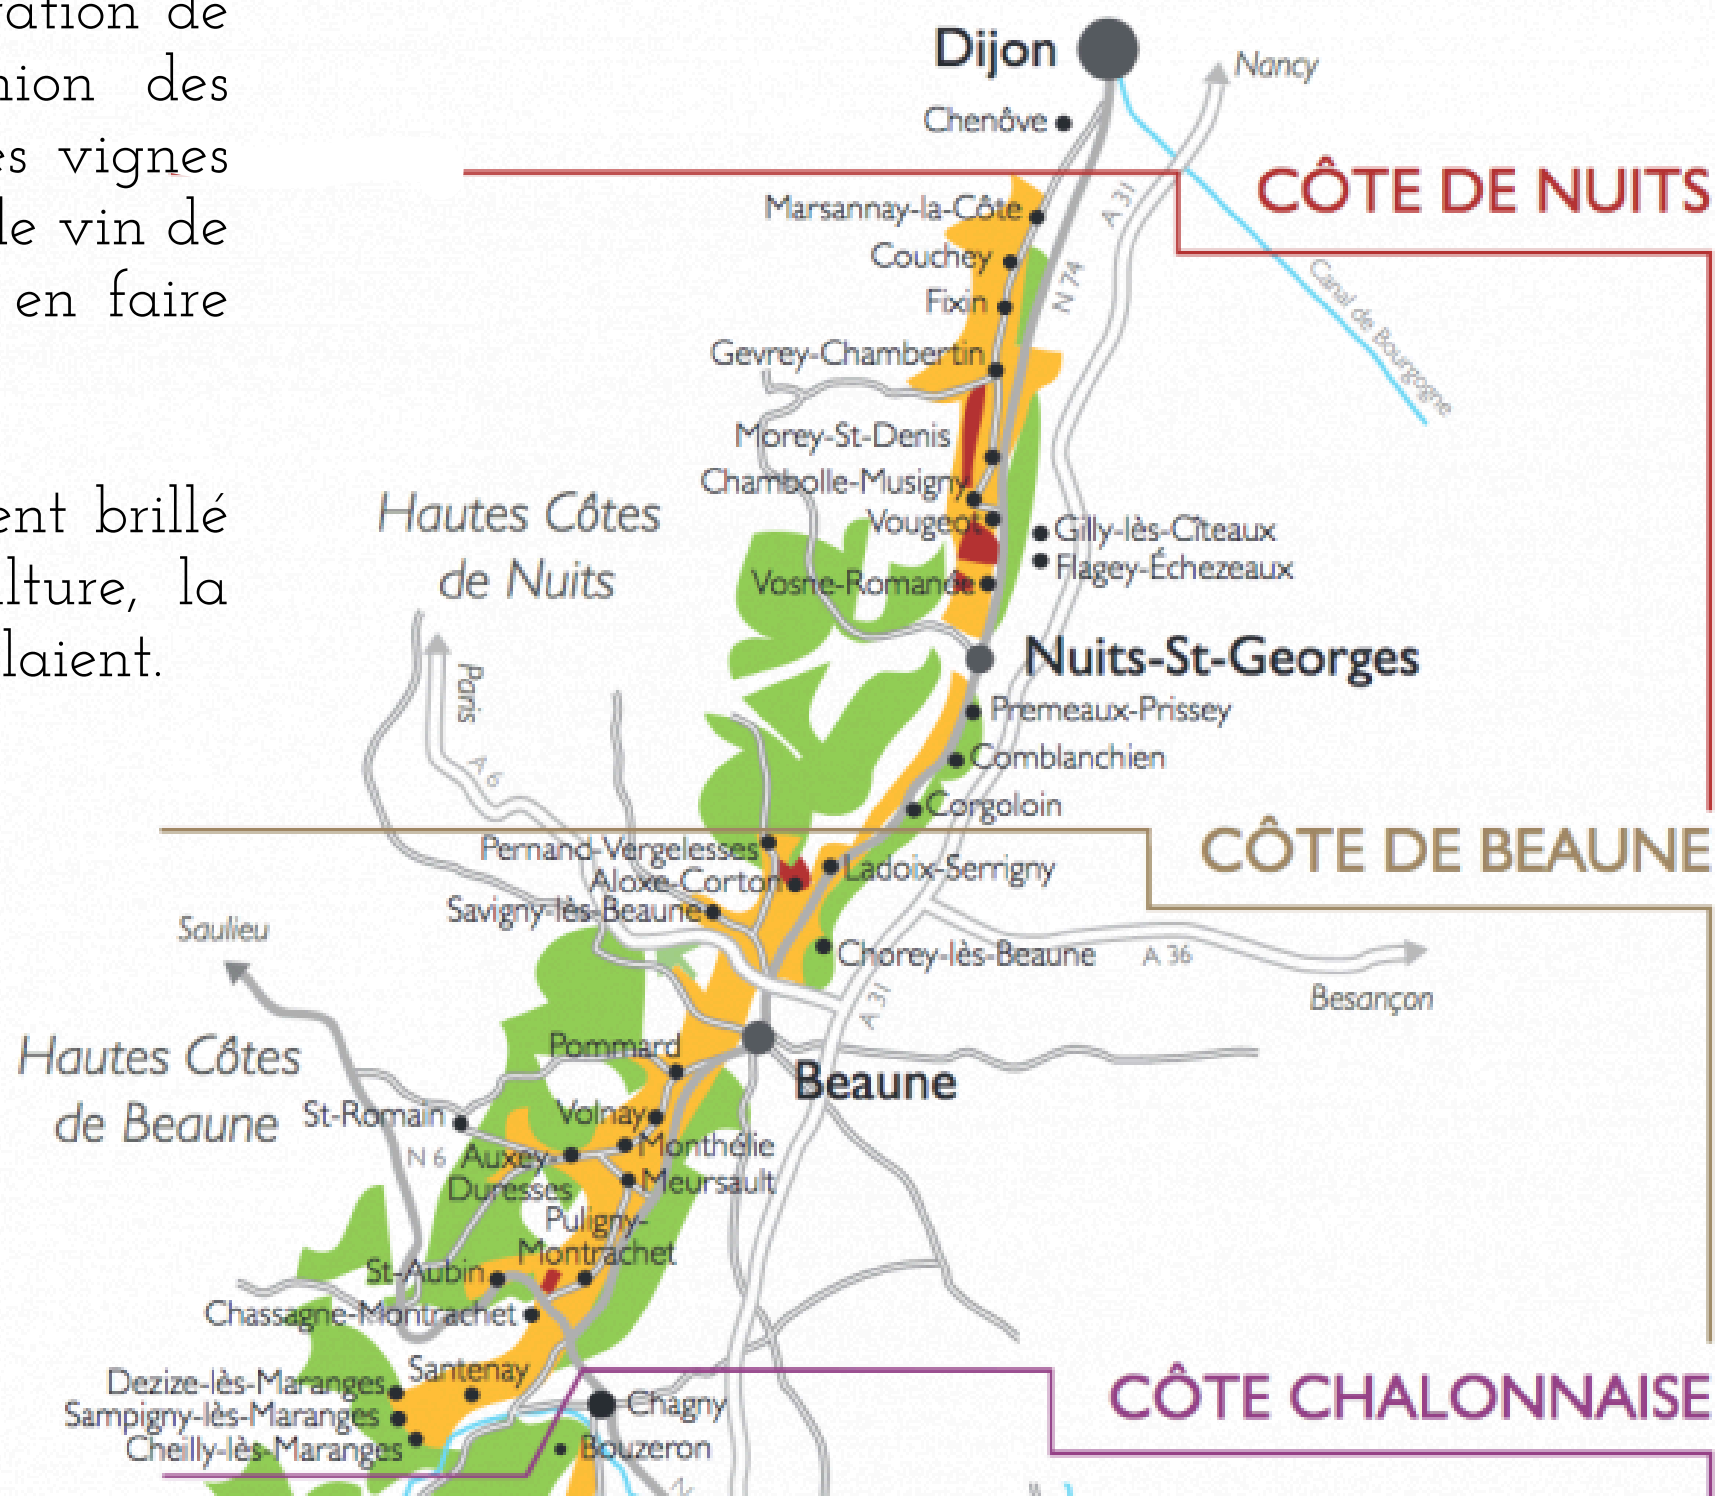 ation de
nion des
es vignes
le vin de
en faire
ent brillé
lture, la
laient.
Dijon
Nancy
Chenôve
CÔTE DE NUITS
A 31
Marsannay-la-Côte
Couchey
N 74
Canal de Bourgogne
Fixin
Gevrey-Chambertin
Morey-St-Denis
Chambolle-Musigny
Hautes Côtes
de Nuits
Vougeot
Gilly-lès-Cîteaux
Flagey-Échezeaux
Vosne-Romanée
Nuits-St-Georges
Paris
A 6
Premeaux-Prissey
Comblanchien
Corgoloin
CÔTE DE BEAUNE
Pernand-Vergelesses
Ladoix-Serrigny
Aloxe-Corton
Savigny-lès-Beaune
Saulieu
Chorey-lès-Beaune
A 36
Besançon
A 31
Hautes Côtes
de Beaune
Pommard
Beaune
St-Romain
Volnay
Monthélie
N 6
Auxey-
Duresses
Meursault
Puligny-
Montrachet
St-Aubin
Chassagne-Montrachet
Santenay
Dezize-lès-Maranges
Sampigny-lès-Maranges
Cheilly-lès-Maranges
CÔTE CHALONNAISE
Chagny
Bouzeron